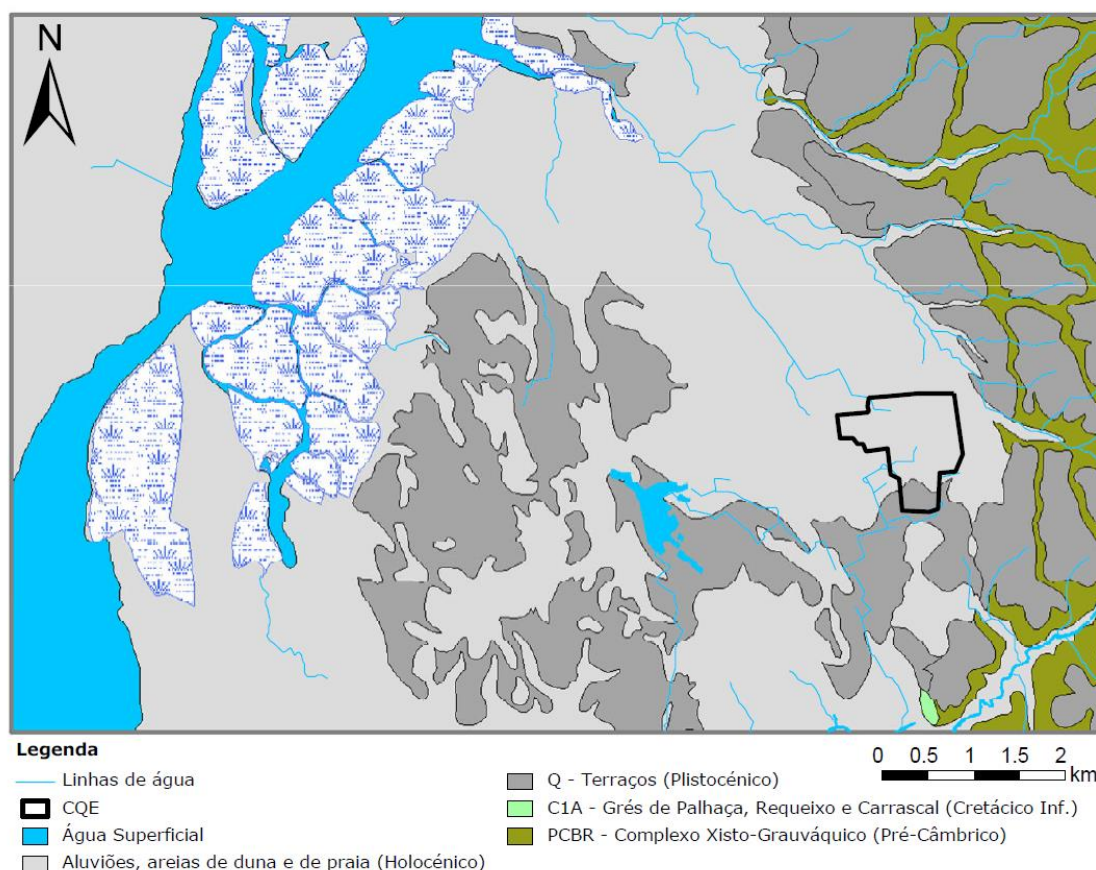 N
Legenda
Linhas de água
CQE
Água Superficial
Aluviões, areias de duna e de praia (Holocénico)
Q - Terraços (Plistocénico)
C1A - Grés de Palhaça, Requeixo e Carrascal (Cretácico Inf.)
PCBR - Complexo Xisto-Grauváquico (Pré-Câmbrico)
0 0.5 1 1.5 2
km